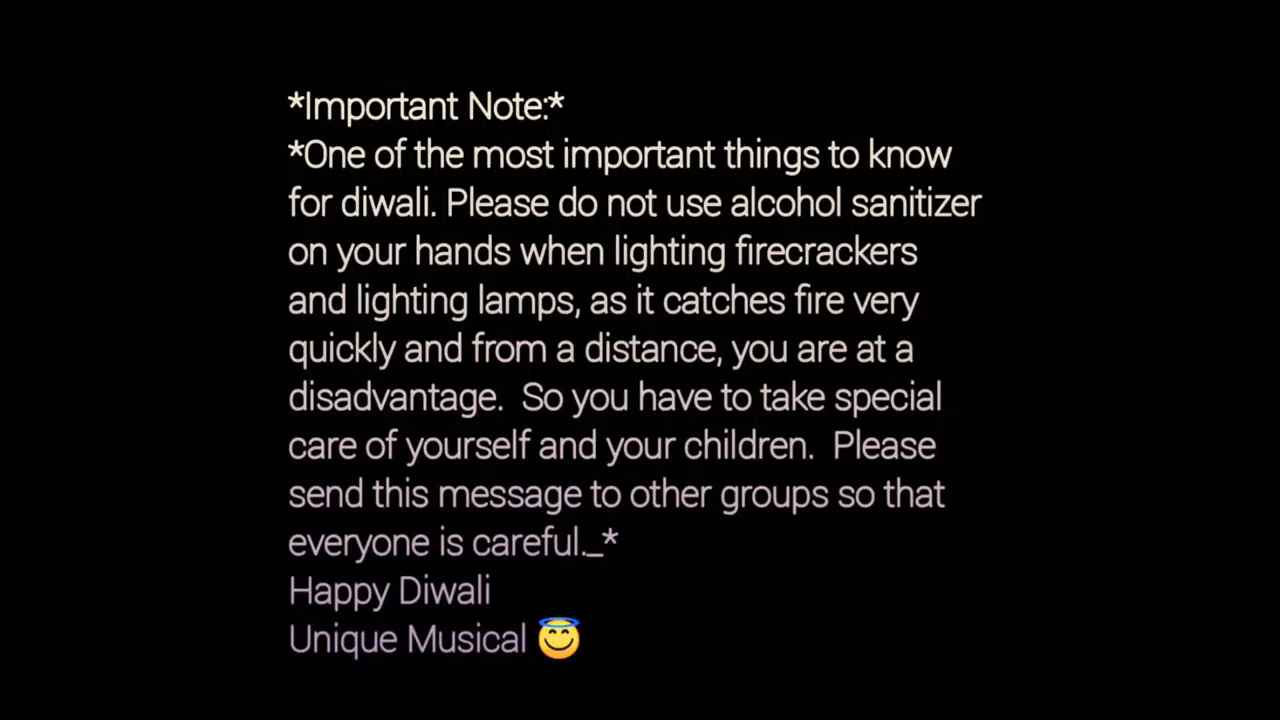 *Important Note:*
*One of the most important things to know
for diwali. Please do not use alcohol sanitizer
on your hands when lighting firecrackers
and lighting lamps, as it catches fire very
quickly and from a distance, you are at a
disadvantage.  So you have to take special
care of yourself and your children.  Please
send this message to other groups so that
everyone is careful._*
Happy Diwali
Unique Musical 😇